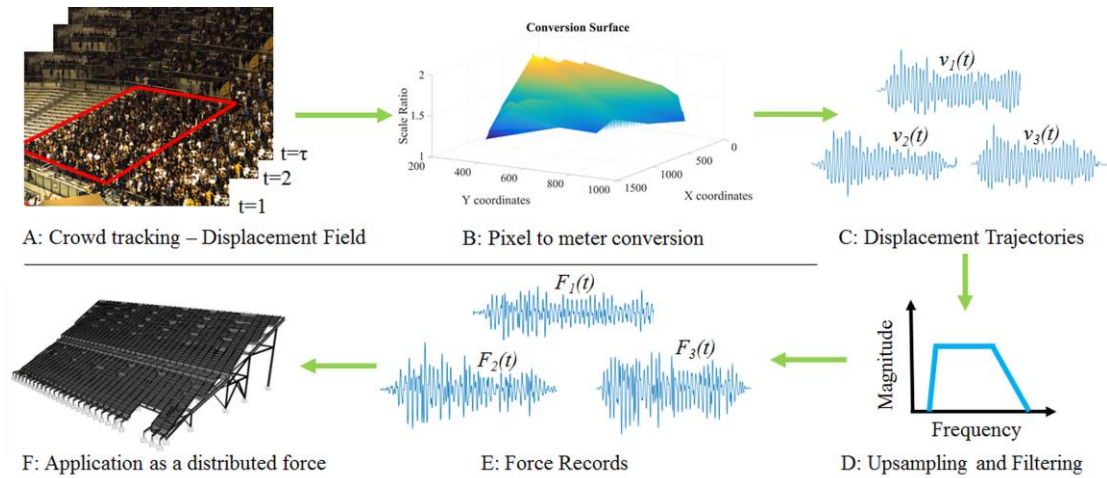 t=τ
t=2
t=1
A: Crowd tracking – Displacement Field
Conversion Surface
Scale Ratio
2
1.5
1
200
400
600
800
1000
Y coordinates
1500
1000
500
0
X coordinates
B: Pixel to meter conversion
v1(t)
v2(t)
v3(t)
C: Displacement Trajectories
Magnitude
Frequency
D: Upsampling and Filtering
F1(t)
F2(t)
F3(t)
E: Force Records
F: Application as a distributed force